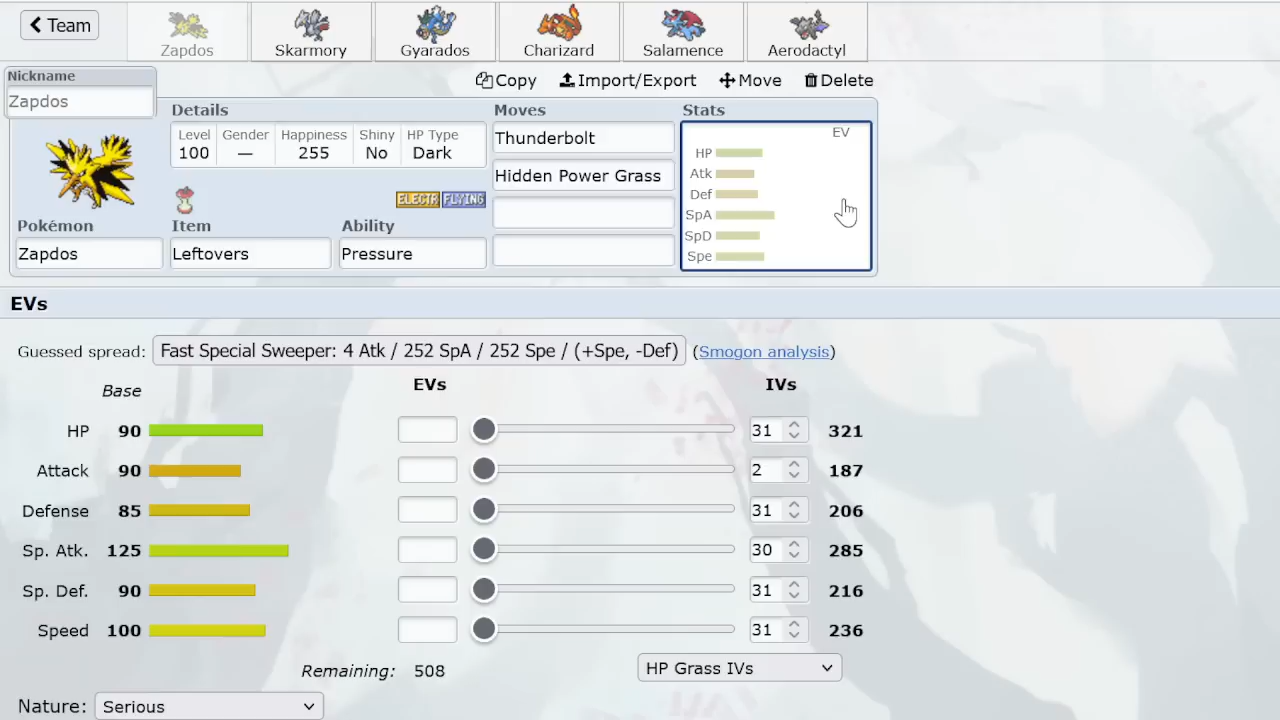 Team
Zapdos
Skarmory
Gyarados
Charizard
Salamence
Aerodactyl
Nickname
Zapdos
Copy
Import/Export
Move
Delete
Details
Moves
Stats
Level
Gender
Happiness
Shiny
HP Type
100
—
255
No
Dark
Thunderbolt
Hidden Power Grass
EV
HP
Atk
Def
SpA
SpD
Spe
ELECTR
FLYING
Pokémon
Item
Ability
Zapdos
Leftovers
Pressure
EVs
Guessed spread: Fast Special Sweeper: 4 Atk / 252 SpA / 252 Spe / (+Spe, -Def) (Smogon analysis)
Base EVs IVs
HP 90 31 321
Attack 90 2 187
Defense 85 31 206
Sp. Atk. 125 30 285
Sp. Def. 90 31 216
Speed 100 31 236
Remaining: 508
HP Grass IVs
Nature: Serious